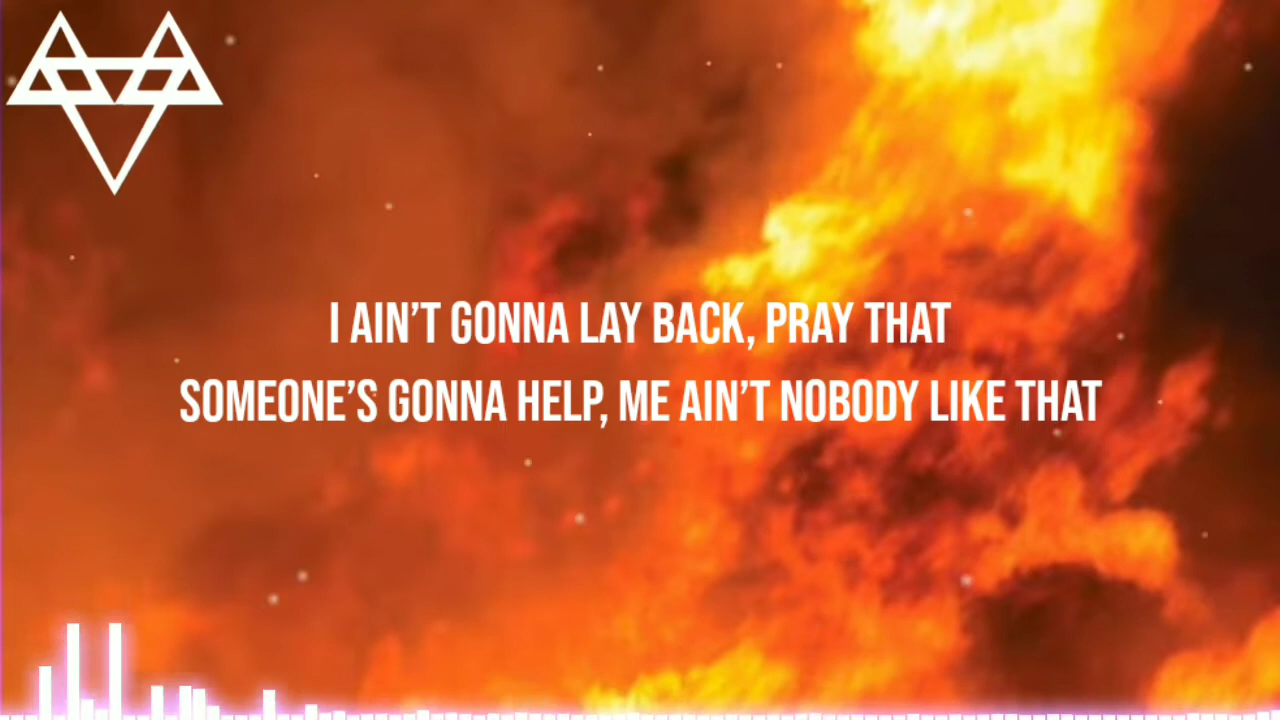 I AIN’T GONNA LAY BACK, PRAY THAT
SOMEONE’S GONNA HELP, ME AIN’T NOBODY LIKE THAT